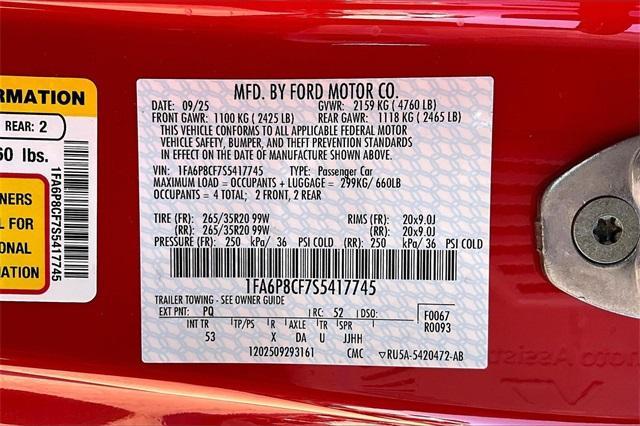 ORMATION
REAR: 2
60 lbs.
1FA6P8CF7S5417745
NERS
L FOR
ONAL
ION
MFD. BY FORD MOTOR CO.
DATE: 09/25 GVWR: 2159 KG ( 4760 LB)
FRONT GAWR: 1100 KG ( 2425 LB) REAR GAWR: 1118 KG ( 2465 LB)
THIS VEHICLE CONFORMS TO ALL APPLICABLE FEDERAL MOTOR
VEHICLE SAFETY, BUMPER, AND THEFT PREVENTION STANDARDS
IN EFFECT ON THE DATE OF MANUFACTURE SHOWN ABOVE.
VIN: 1FA6P8CF7S5417745 TYPE: Passenger Car
MAXIMUM LOAD = OCCUPANTS + LUGGAGE = 299KG/ 660LB
OCCUPANTS = 4 TOTAL; 2 FRONT, 2 REAR
TIRE (FR): 265/35R20 99W RIMS (FR): 20x9.0J
(RR): 265/35R20 99W (RR): 20x9.0J
PRESSURE (FR): 250 kPa/ 36 PSI COLD (RR): 250 kPa/ 36 PSI COLD
1FA6P8CF7S5417745
TRAILER TOWING - SEE OWNER GUIDE
EXT PNT: PQ RC: 52 DSO: F0067
R0093
INT TR TP/PS R AXLE TR SPR
53 X DA U JJHH
1202509293161 CMC RU5A-5420472-AB